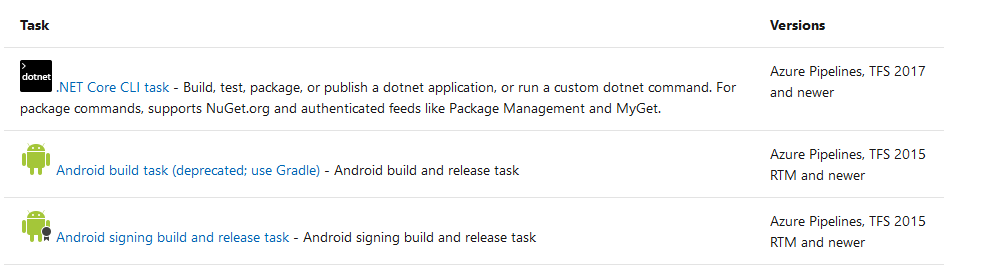 Task Versions
>
dotnet
.NET Core CLI task - Build, test, package, or publish a dotnet application, or run a custom dotnet command. For
package commands, supports NuGet.org and authenticated feeds like Package Management and MyGet.
Azure Pipelines, TFS 2017
and newer
Android build task (deprecated; use Gradle) - Android build and release task
Azure Pipelines, TFS 2015
RTM and newer
Android signing build and release task - Android signing build and release task
Azure Pipelines, TFS 2015
RTM and newer